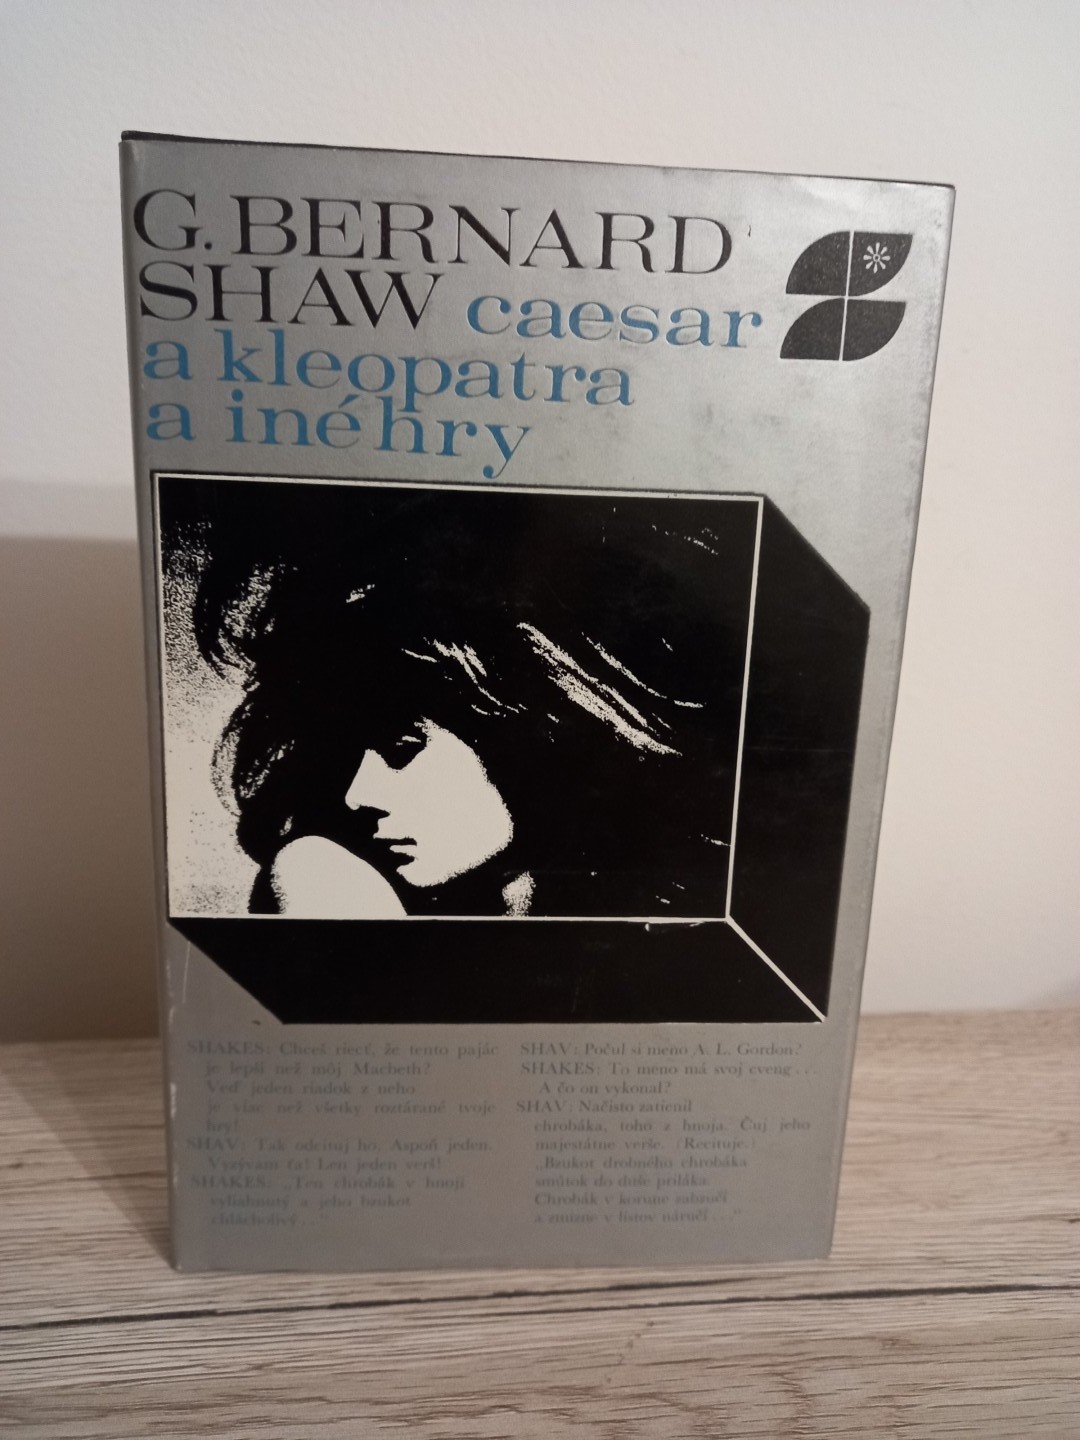 G. BERNARD
SHAW caesar
a kleopatra
a iné hry
SHAKES: Chceš riecť, že tento pajác
je lepší než môj Macbeth?
Veď jeden riadok z neho
je viac než všetky roztárané tvoje
hry!
SHAV: Tak odcituj ho. Aspoň jeden.
Vyzývam ťa! Len jeden verš!
SHAKES: „Ten chrobák v hnoji
vyliahnutý a jeho bzukot
chlácholivý..."
SHAV: Počul si meno A. L. Gordon?
SHAKES: To meno má svoj cveng...
A čo on vykonal?
SHAV: Načisto zatienil
chrobáka, toho z hnoja. Čuj jeho
majestátne verše. (Recituje.)
„Bzukot drobného chrobáka
smútok do duše priláka.
Chrobák v korune zabzučí
a zmizne v listov náručí..."